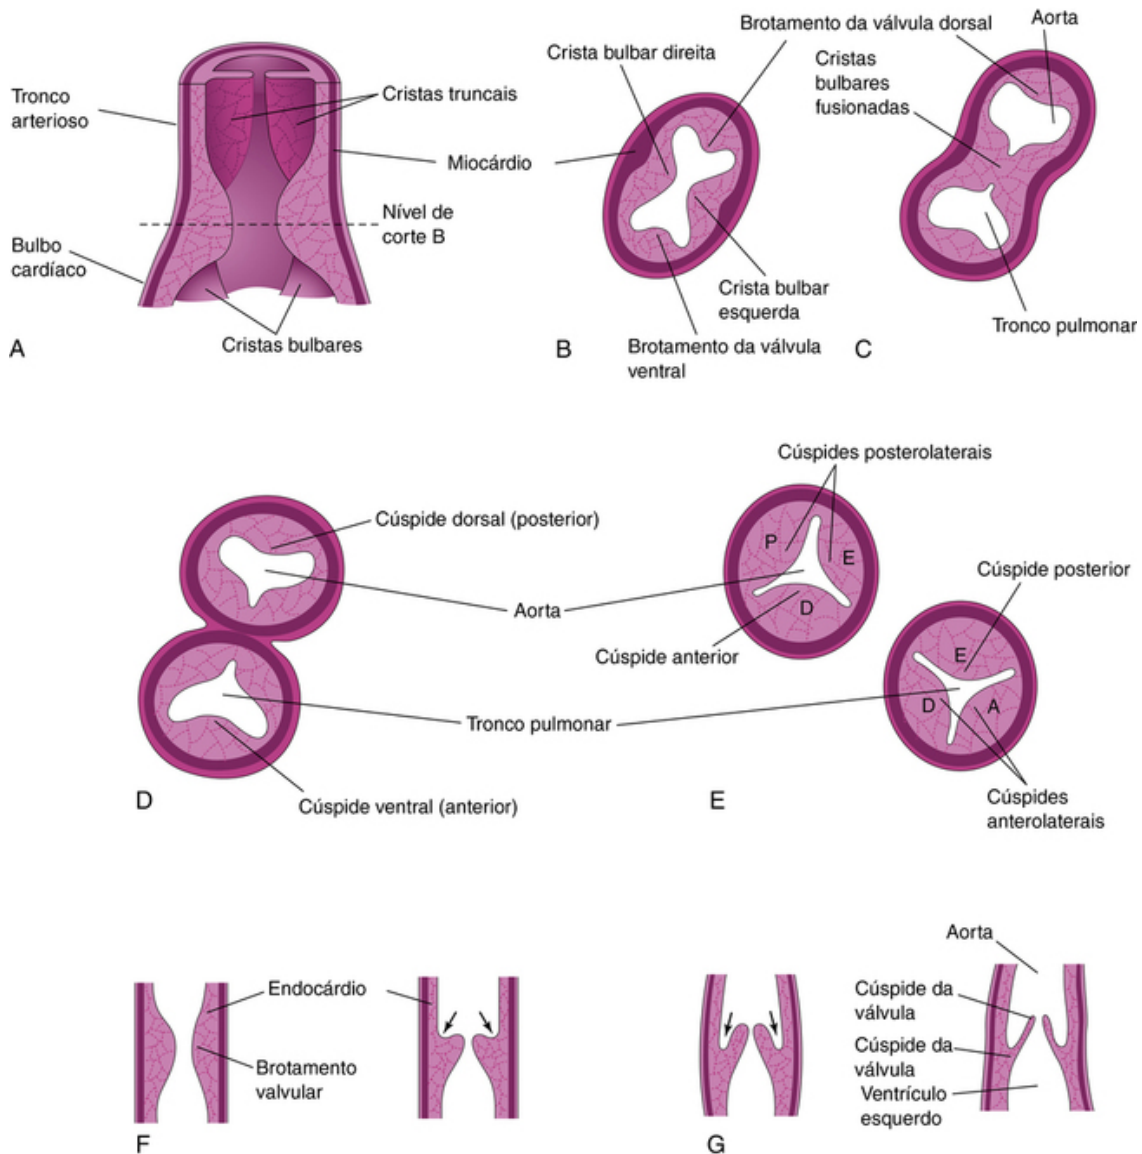 Tronco
arterioso
Cristas truncais
Miocárdio
Nível de
corte B
Bulbo
cardíaco
Cristas bulbares
A
Crista bulbar direita
Brotamento da válvula dorsal
Crista bulbar
esquerda
Brotamento da válvula
ventral
B
Aorta
Cristas
bulbares
fusionadas
Tronco pulmonar
C
Cúspide dorsal (posterior)
Aorta
Tronco pulmonar
Cúspide ventral (anterior)
D
Cúspides posterolaterais
P
E
D
Cúspide anterior
Cúspide posterior
E
D
A
Cúspides
anterolaterais
E
Endocárdio
Brotamento
valvular
F
Aorta
Cúspide da
válvula
Cúspide da
válvula
Ventrículo
esquerdo
G